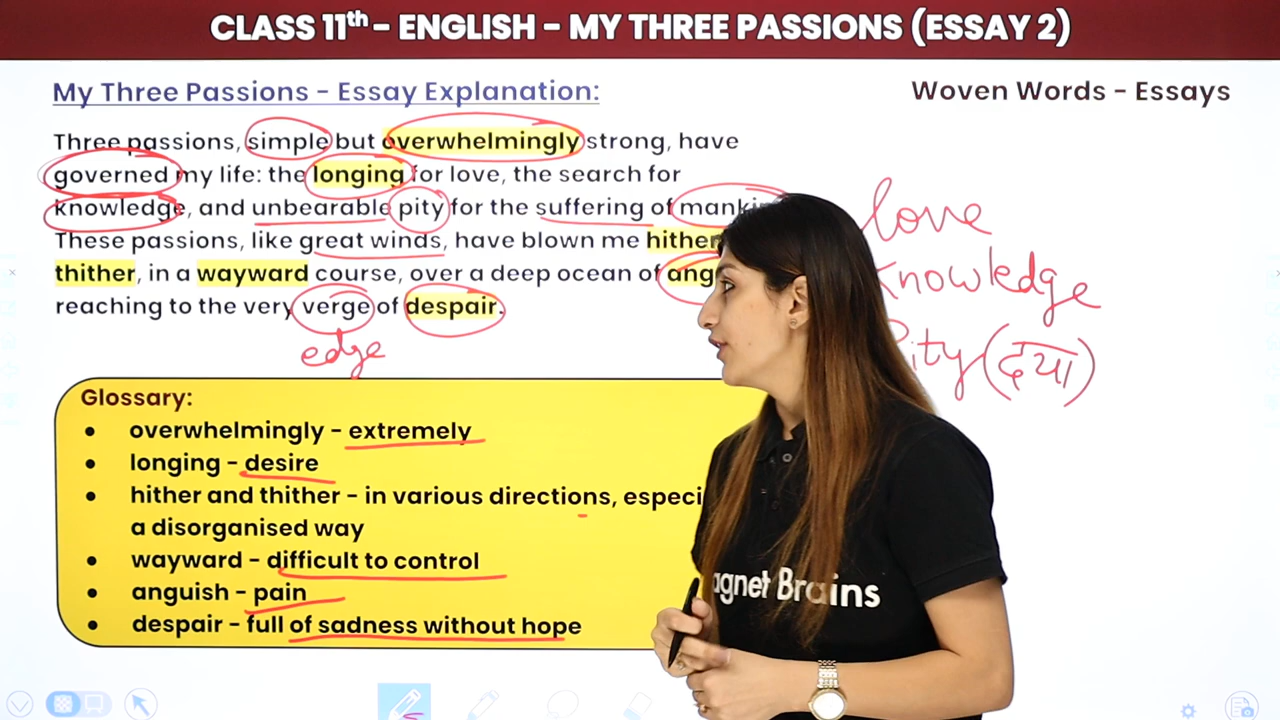 CLASS 11th - ENGLISH - MY THREE PASSIONS (ESSAY 2)
My Three Passions - Essay Explanation:
Woven Words - Essays
Three passions, simple but overwhelmingly strong, have
governed my life: the longing for love, the search for
knowledge, and unbearable pity for the suffering of
These passions, like great winds, have blown me hither
thither, in a wayward course, over a deep ocean of
reaching to the very verge of despair.
edge
love
Knowledge
Pity (दया)
Glossary:
● overwhelmingly - extremely
● longing - desire
● hither and thither - in various directions,
a disorganised way
● wayward - difficult to control
● anguish - pain
● despair - full of sadness without hope
Brains